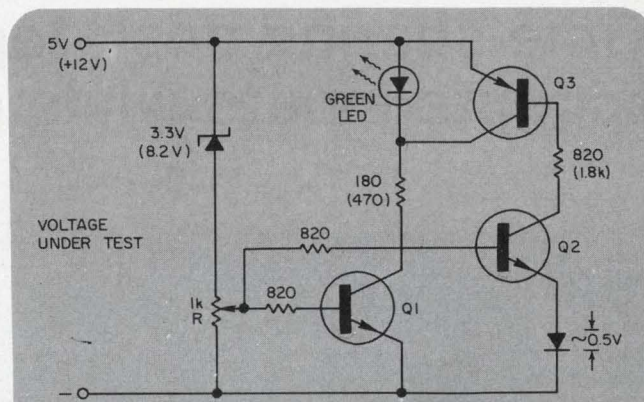 5V
(+12V)
GREEN
LED
Q3
3.3V
(8.2V)
180
(470)
820
(1.8k)
VOLTAGE
UNDER TEST
820
Q2
1k
R
820
Q1
~0.5V
–